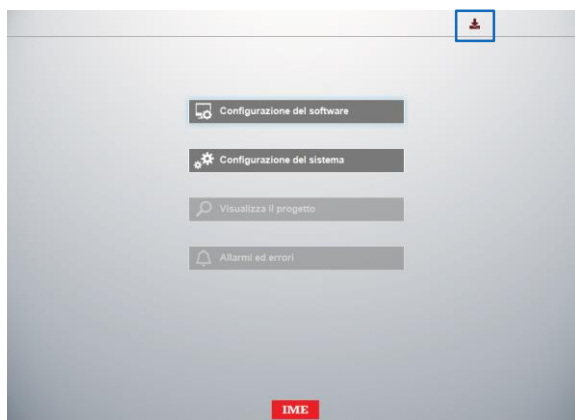 Configurazione del software
Configurazione del sistema
Visualizza il progetto
Allarmi ed errori
IME